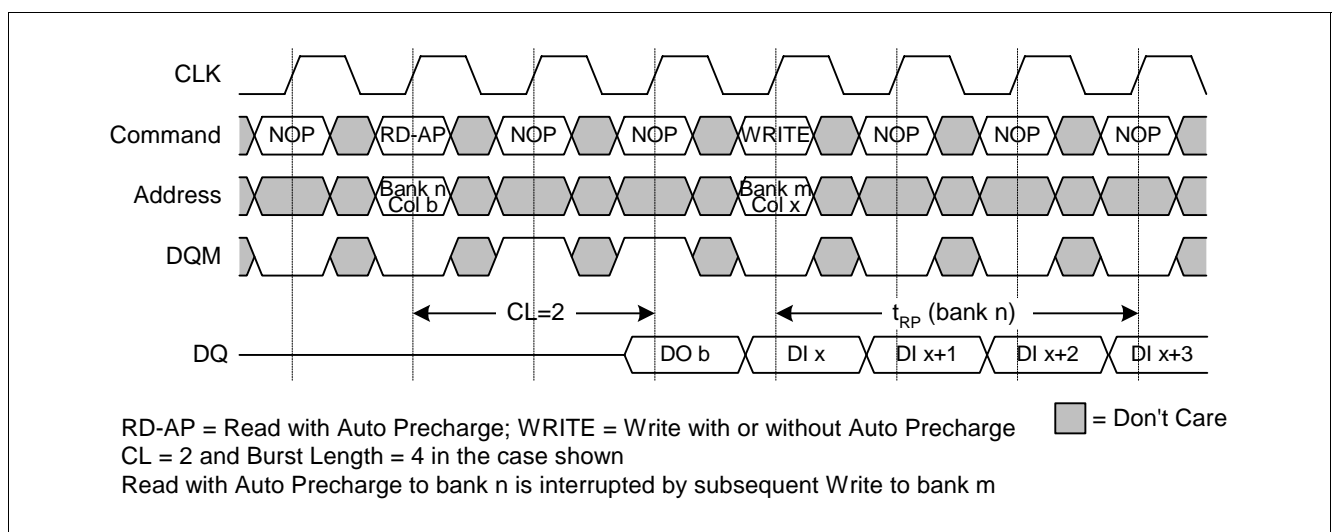 CLK
Command NOP RD-AP NOP NOP WRITE NOP NOP NOP
Address Bank n Col b Bank m Col x
DQM
CL=2 tRP (bank n)
DQ DO b DI x DI x+1 DI x+2 DI x+3
RD-AP = Read with Auto Precharge; WRITE = Write with or without Auto Precharge = Don't Care
CL = 2 and Burst Length = 4 in the case shown
Read with Auto Precharge to bank n is interrupted by subsequent Write to bank m